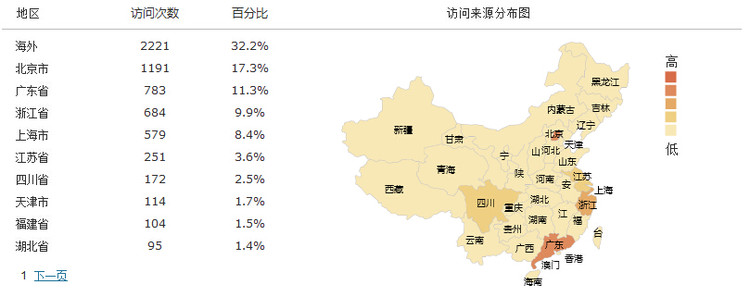 地区 访问次数 百分比 访问来源分布图
海外 2221 32.2%
北京市 1191 17.3%
广东省 783 11.3%
浙江省 684 9.9%
上海市 579 8.4%
江苏省 251 3.6%
四川省 172 2.5%
天津市 114 1.7%
福建省 104 1.5%
湖北省 95 1.4%
1 下一页
高
低
黑龙江
内蒙古
吉林
新疆
甘肃
北京
辽宁
天津
宁
山
河北
山东
青海
陕
河南
江苏
西藏
四川
重庆
湖北
安
上海
浙江
湖南
江
福
贵州
云南
广西
广东
台
香港
澳门
海南